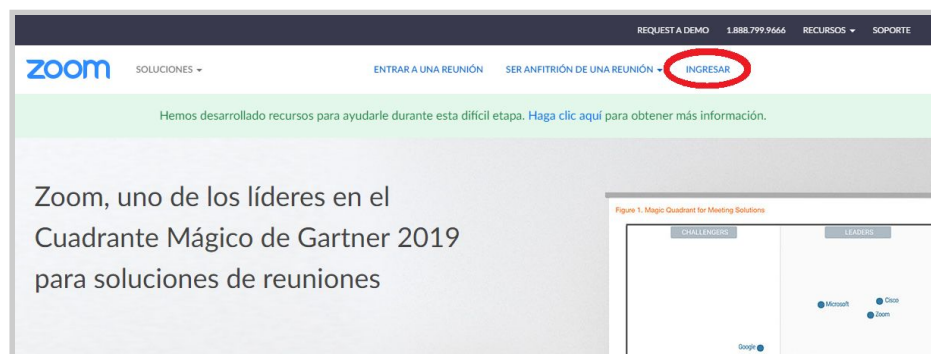 REQUEST A DEMO 1.888.799.9666 RECURSOS SOPORTE
zoom SOLUCIONES ENTRAR A UNA REUNIÓN SER ANFITRIÓN DE UNA REUNIÓN INGRESAR
Hemos desarrollado recursos para ayudarle durante esta difícil etapa. Haga clic aquí para obtener más información.
Zoom, uno de los líderes en el
Cuadrante Mágico de Gartner 2019
para soluciones de reuniones
Figure 1. Magic Quadrant for Meeting Solutions
CHALLENGERS LEADERS
Microsoft Cisco
Zoom
Google